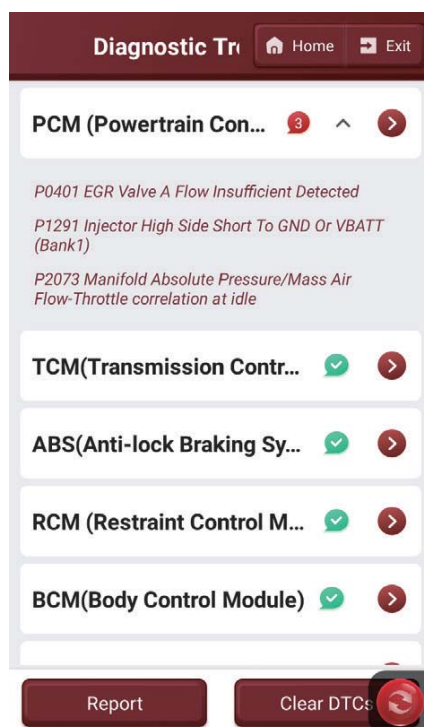 Diagnostic Tr
Home
Exit
PCM (Powertrain Con...
3
P0401 EGR Valve A Flow Insufficient Detected
P1291 Injector High Side Short To GND Or VBATT
(Bank1)
P2073 Manifold Absolute Pressure/Mass Air
Flow-Throttle correlation at idle
TCM(Transmission Contr...
ABS(Anti-lock Braking Sy...
RCM (Restraint Control M...
BCM(Body Control Module)
Report
Clear DTCs